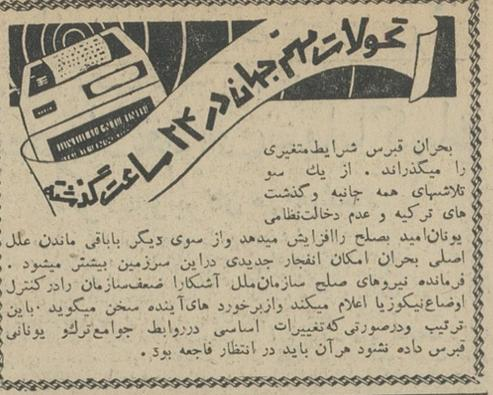 تحولات مهم جهان در ۲۴ ساعت گذشته
بحران قبرس شرایط متغیری
را میگذراند . از یك سو
تلاشهای همه جانبه وگذشت
های ترکیه و عدم دخالت نظامی
یونان امید بصلح راافزایش میدهد واز سوی دیگر باباقی ماندن علل
اصلی بحران امکان انفجار جدیدی دراین سرزمین بیشتر میشود .
فرمانده نیروهای صلح سازمان ملل آشکارا ضعف سازمان رادر کنترل
اوضاع نیکوزیا اعلام میکند وازبرخورد های آینده سخن میگوید . باین
ترتیب ودرصورتی که تغییرات اساسی درروابط جوامع ترك و یونانی
قبرس داده نشود هرآن باید در انتظار فاجعه بود .